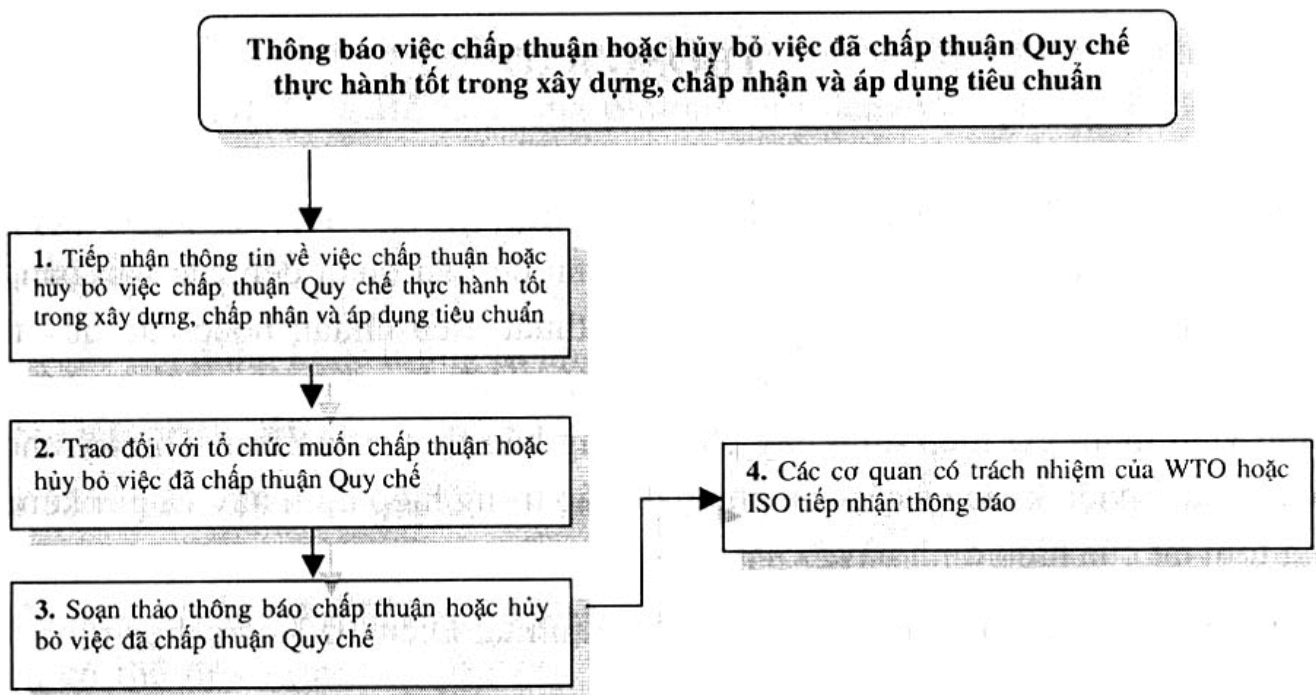 Thông báo việc chấp thuận hoặc hủy bỏ việc đã chấp thuận Quy chế
thực hành tốt trong xây dựng, chấp nhận và áp dụng tiêu chuẩn
1. Tiếp nhận thông tin về việc chấp thuận hoặc
hủy bỏ việc chấp thuận Quy chế thực hành tốt
trong xây dựng, chấp nhận và áp dụng tiêu chuẩn
2. Trao đổi với tổ chức muốn chấp thuận hoặc
hủy bỏ việc đã chấp thuận Quy chế
4. Các cơ quan có trách nhiệm của WTO hoặc
ISO tiếp nhận thông báo
3. Soạn thảo thông báo chấp thuận hoặc hủy
bỏ việc đã chấp thuận Quy chế